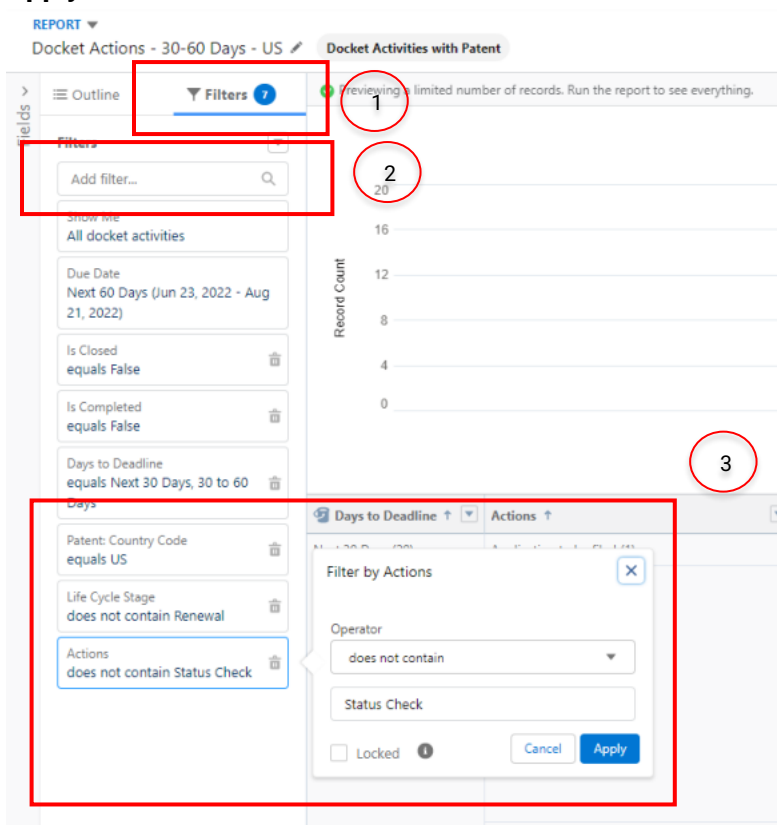 REPORT
Docket Actions - 30-60 Days - US
Docket Activities with Patent
Fields
Outline
Filters 7
Previewing a limited number of records. Run the report to see everything.
1
Filters
Add filter...
2
Show Me
All docket activities
Due Date
Next 60 Days (Jun 23, 2022 - Aug
21, 2022)
Is Closed
equals False
Is Completed
equals False
Days to Deadline
equals Next 30 Days, 30 to 60
Days
Patent: Country Code
equals US
Life Cycle Stage
does not contain Renewal
Actions
does not contain Status Check
Record Count
20
16
12
8
4
0
3
Days to Deadline
Actions
Filter by Actions
Operator
does not contain
Status Check
Locked
Cancel
Apply